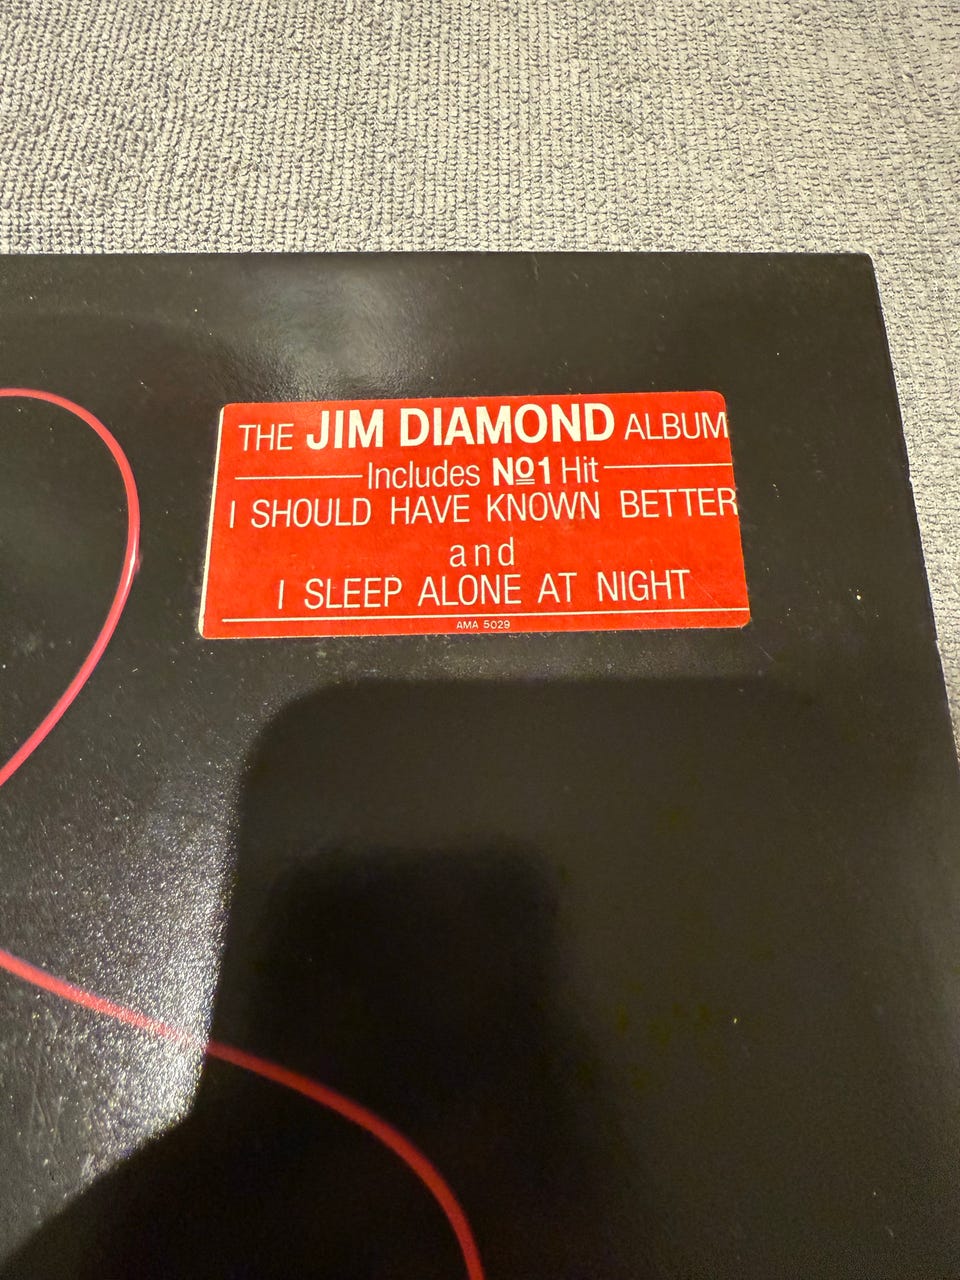 THE JIM DIAMOND ALBUM
Includes Nº1 Hit
I SHOULD HAVE KNOWN BETTER
and
I SLEEP ALONE AT NIGHT
AMA 5029